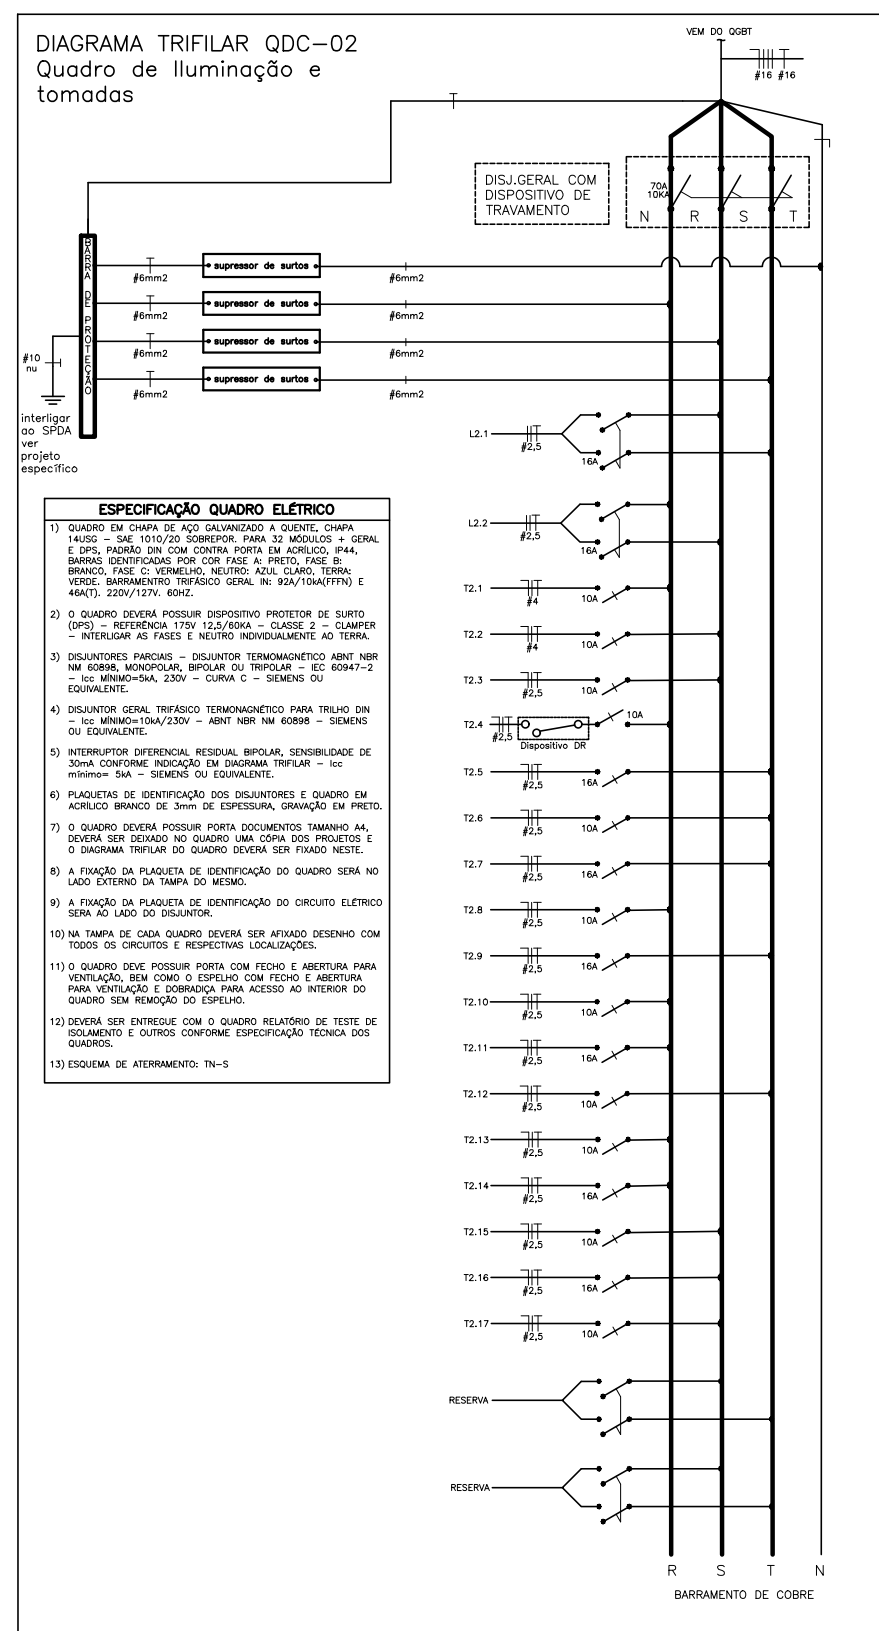 DIAGRAMA TRIFILAR QDC-02
Quadro de Iluminação e
tomadas
VEM DO QGBT
#16 #16
DISJ.GERAL COM
DISPOSITIVO DE
TRAVAMENTO
70A
10KA
N R S T
BARRA DE PROTEÇÃO
#6mm2 supressor de surtos #6mm2
#6mm2 supressor de surtos #6mm2
#6mm2 supressor de surtos #6mm2
#6mm2 supressor de surtos #6mm2
#10
nu
interligar
ao SPDA
ver
projeto
específico
ESPECIFICAÇÃO QUADRO ELÉTRICO
1) QUADRO EM CHAPA DE AÇO GALVANIZADO A QUENTE, CHAPA
14USG – SAE 1010/20 SOBREPOR. PARA 32 MÓDULOS + GERAL
E DPS, PADRÃO DIN COM CONTRA PORTA EM ACRÍLICO, IP44,
BARRAS IDENTIFICADAS POR COR FASE A: PRETO, FASE B:
BRANCO, FASE C: VERMELHO, NEUTRO: AZUL CLARO, TERRA:
VERDE. BARRAMENTRO TRIFÁSICO GERAL IN: 92A/10kA(FFFN) E
46A(T). 220V/127V. 60HZ.
2) O QUADRO DEVERÁ POSSUIR DISPOSITIVO PROTETOR DE SURTO
(DPS) – REFERÊNCIA 175V 12,5/60KA – CLASSE 2 – CLAMPER
– INTERLIGAR AS FASES E NEUTRO INDIVIDUALMENTE AO TERRA.
3) DISJUNTORES PARCIAIS – DISJUNTOR TERMOMAGNÉTICO ABNT NBR
NM 60898, MONOPOLAR, BIPOLAR OU TRIPOLAR – IEC 60947-2
– Icc MÍNIMO=5kA, 230V – CURVA C – SIEMENS OU
EQUIVALENTE.
4) DISJUNTOR GERAL TRIFÁSICO TERMONAGNÉTICO PARA TRILHO DIN
– Icc MÍNIMO=10kA/230V – ABNT NBR NM 60898 – SIEMENS
OU EQUIVALENTE.
5) INTERRUPTOR DIFERENCIAL RESIDUAL BIPOLAR, SENSIBILIDADE DE
30mA CONFORME INDICAÇÃO EM DIAGRAMA TRIFILAR – Icc
mínimo= 5kA – SIEMENS OU EQUIVALENTE.
6) PLAQUETAS DE IDENTIFICAÇÃO DOS DISJUNTORES E QUADRO EM
ACRÍLICO BRANCO DE 3mm DE ESPESSURA, GRAVAÇÃO EM PRETO.
7) O QUADRO DEVERÁ POSSUIR PORTA DOCUMENTOS TAMANHO A4,
DEVERÁ SER DEIXADO NO QUADRO UMA CÓPIA DOS PROJETOS E
O DIAGRAMA TRIFILAR DO QUADRO DEVERÁ SER FIXADO NESTE.
8) A FIXAÇÃO DA PLAQUETA DE IDENTIFICAÇÃO DO QUADRO SERÁ NO
LADO EXTERNO DA TAMPA DO MESMO.
9) A FIXAÇÃO DA PLAQUETA DE IDENTIFICAÇÃO DO CIRCUITO ELÉTRICO
SERA AO LADO DO DISJUNTOR.
10) NA TAMPA DE CADA QUADRO DEVERÁ SER AFIXADO DESENHO COM
TODOS OS CIRCUITOS E RESPECTIVAS LOCALIZAÇÕES.
11) O QUADRO DEVE POSSUIR PORTA COM FECHO E ABERTURA PARA
VENTILAÇÃO, BEM COMO O ESPELHO COM FECHO E ABERTURA
PARA VENTILAÇÃO E DOBRADIÇA PARA ACESSO AO INTERIOR DO
QUADRO SEM REMOÇÃO DO ESPELHO.
12) DEVERÁ SER ENTREGUE COM O QUADRO RELATÓRIO DE TESTE DE
ISOLAMENTO E OUTROS CONFORME ESPECIFICAÇÃO TÉCNICA DOS
QUADROS.
13) ESQUEMA DE ATERRAMENTO: TN-S
L2.1 #2,5 16A
L2.2 #2,5 16A
T2.1 #4 10A
T2.2 #4 10A
T2.3 #2,5 10A
T2.4 #2,5 Dispositivo DR 10A
T2.5 #2,5 16A
T2.6 #2,5 10A
T2.7 #2,5 16A
T2.8 #2,5 10A
T2.9 #2,5 16A
T2.10 #2,5 10A
T2.11 #2,5 16A
T2.12 #2,5 10A
T2.13 #2,5 10A
T2.14 #2,5 16A
T2.15 #2,5 10A
T2.16 #2,5 16A
T2.17 #2,5 10A
RESERVA
RESERVA
R S T N
BARRAMENTO DE COBRE